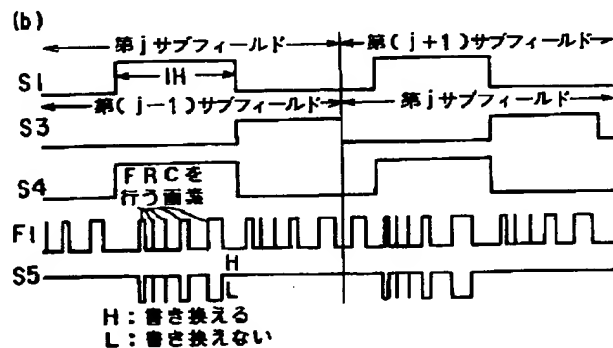 (b)
第jサブフィールド 第(j+1)サブフィールド
S1 1H
第(j-1)サブフィールド 第jサブフィールド
S3
S4 FRCを
行う画素
F1
S5 H
L
H:書き換える
L:書き換えない